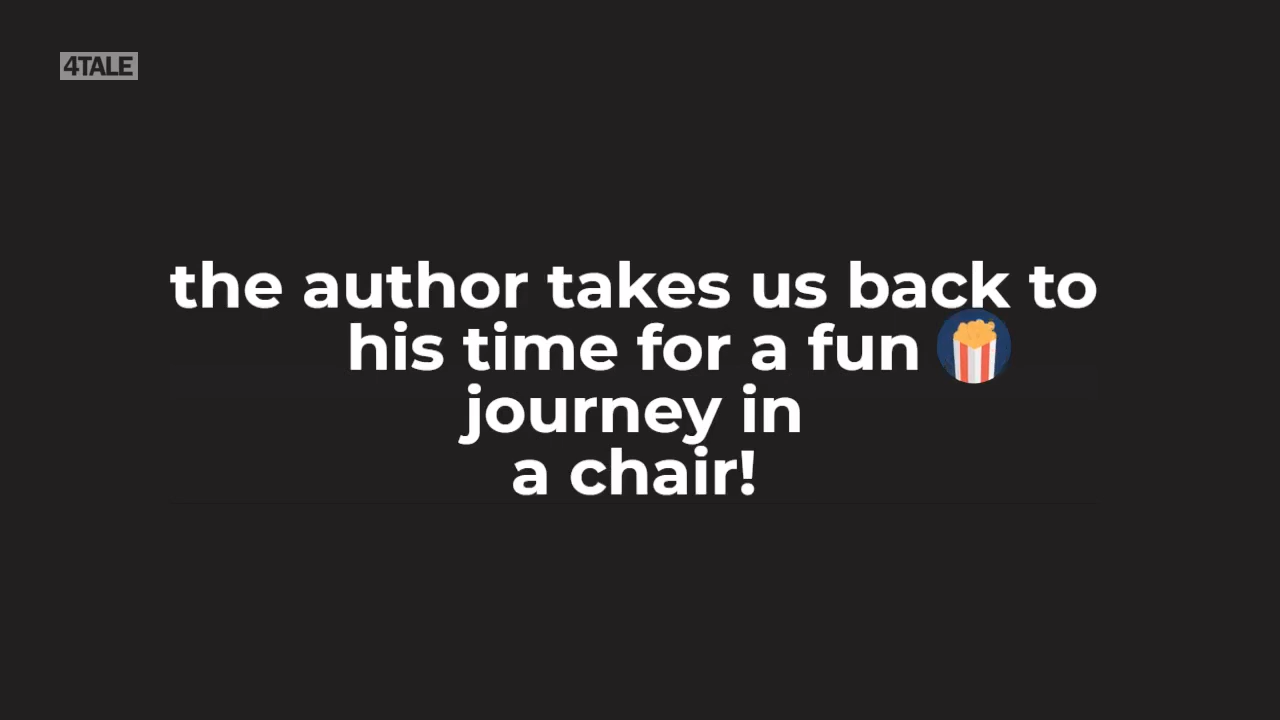 4TALE
the author takes us back to
his time for a fun
journey in
a chair!